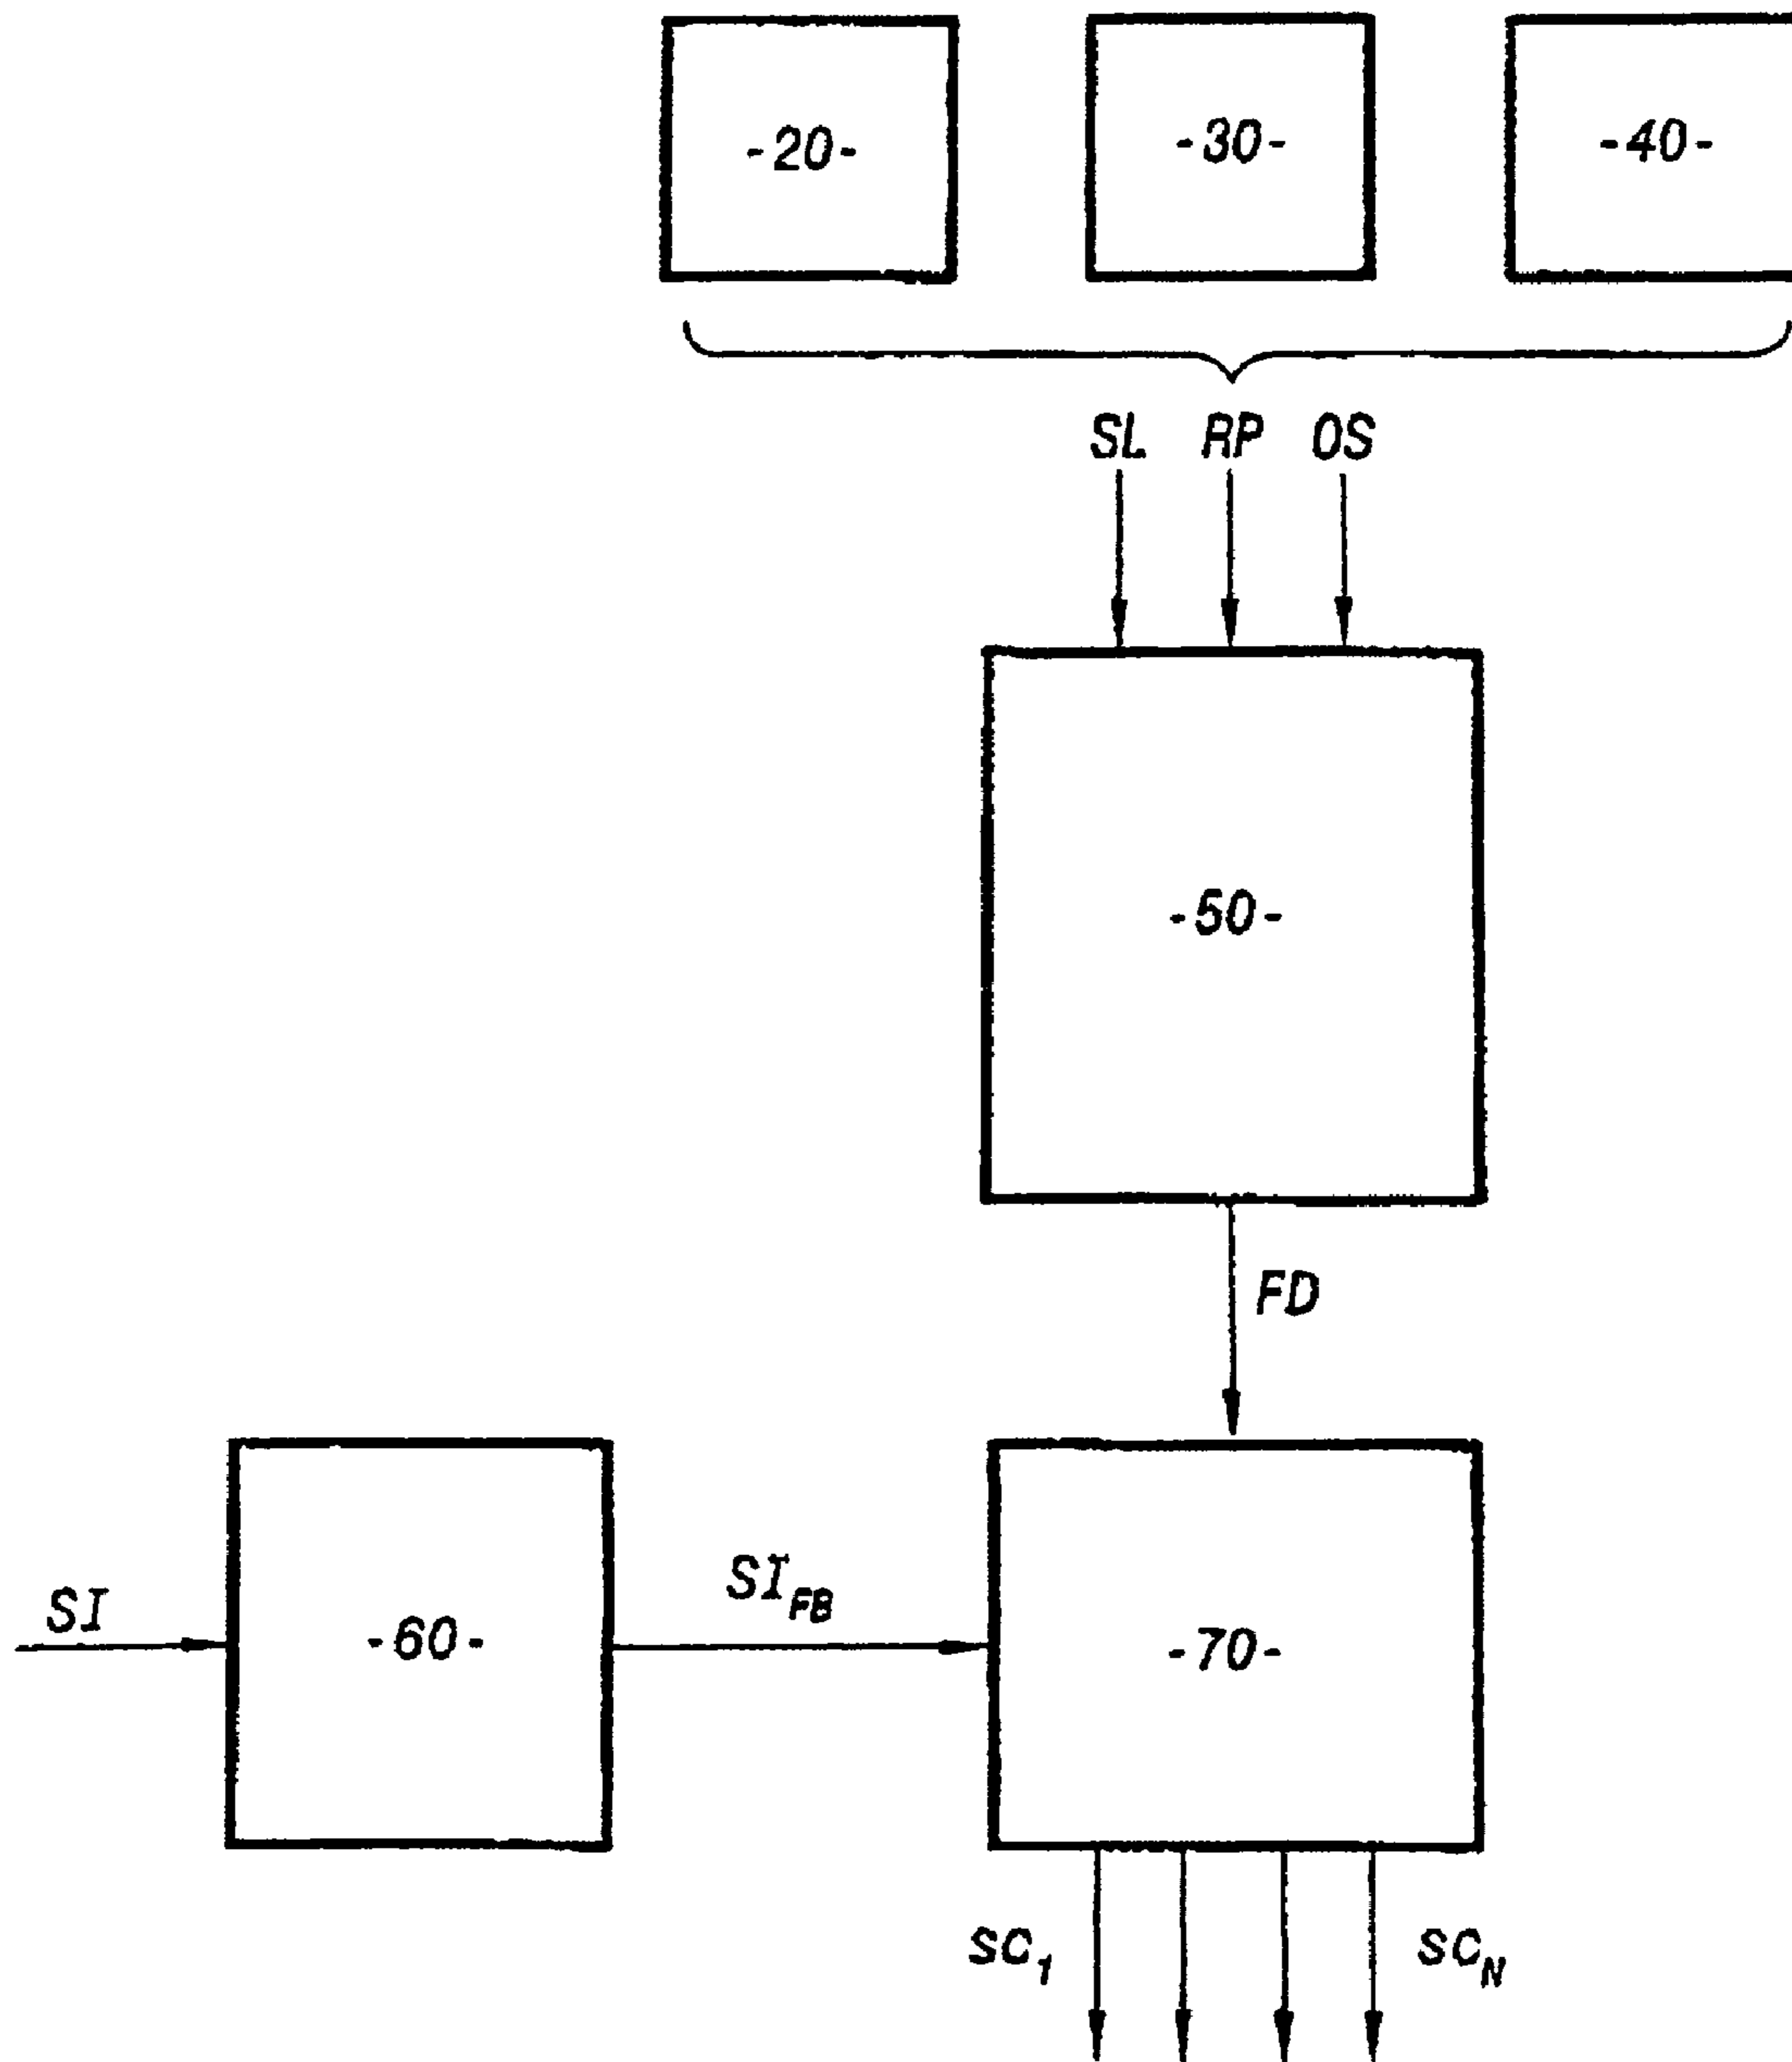 -20- -30- -40-
SL RP OS
-50-
FD
SI -60- SI_FB -70-
SC_1 SC_N